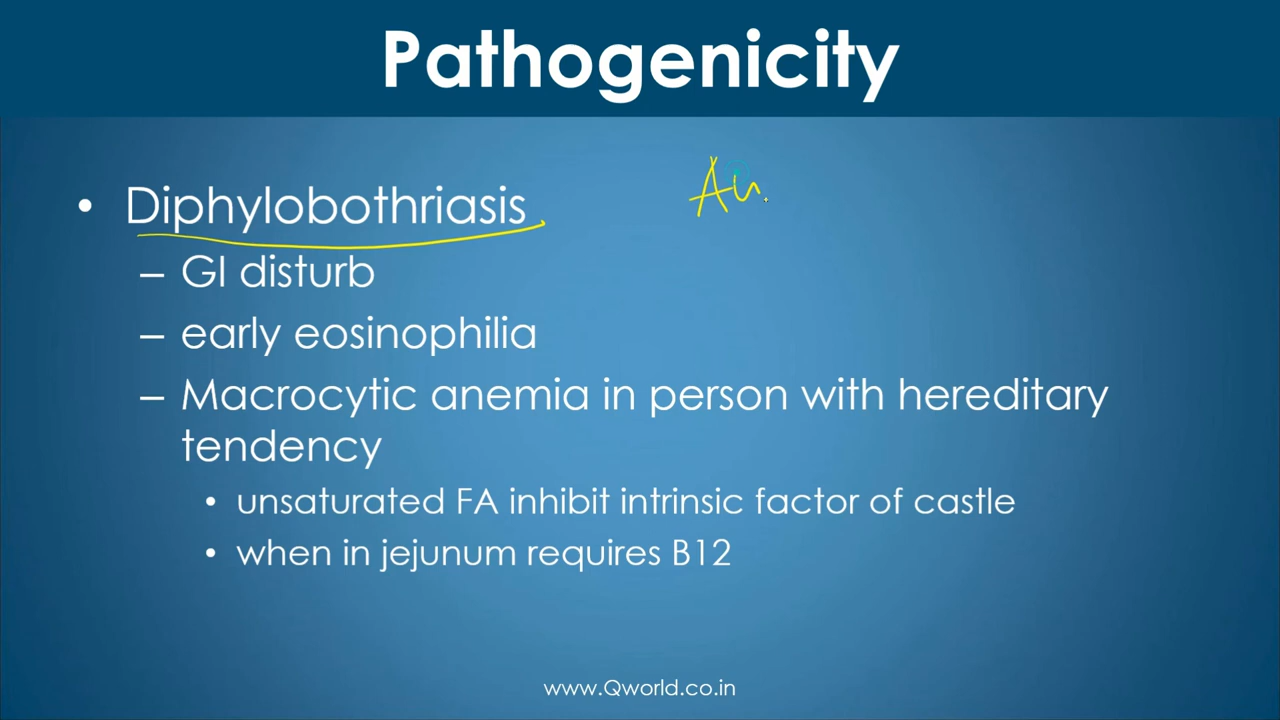 Pathogenicity
• Diphylobothriasis
– GI disturb
– early eosinophilia
– Macrocytic anemia in person with hereditary
tendency
• unsaturated FA inhibit intrinsic factor of castle
• when in jejunum requires B12
www.Qworld.co.in